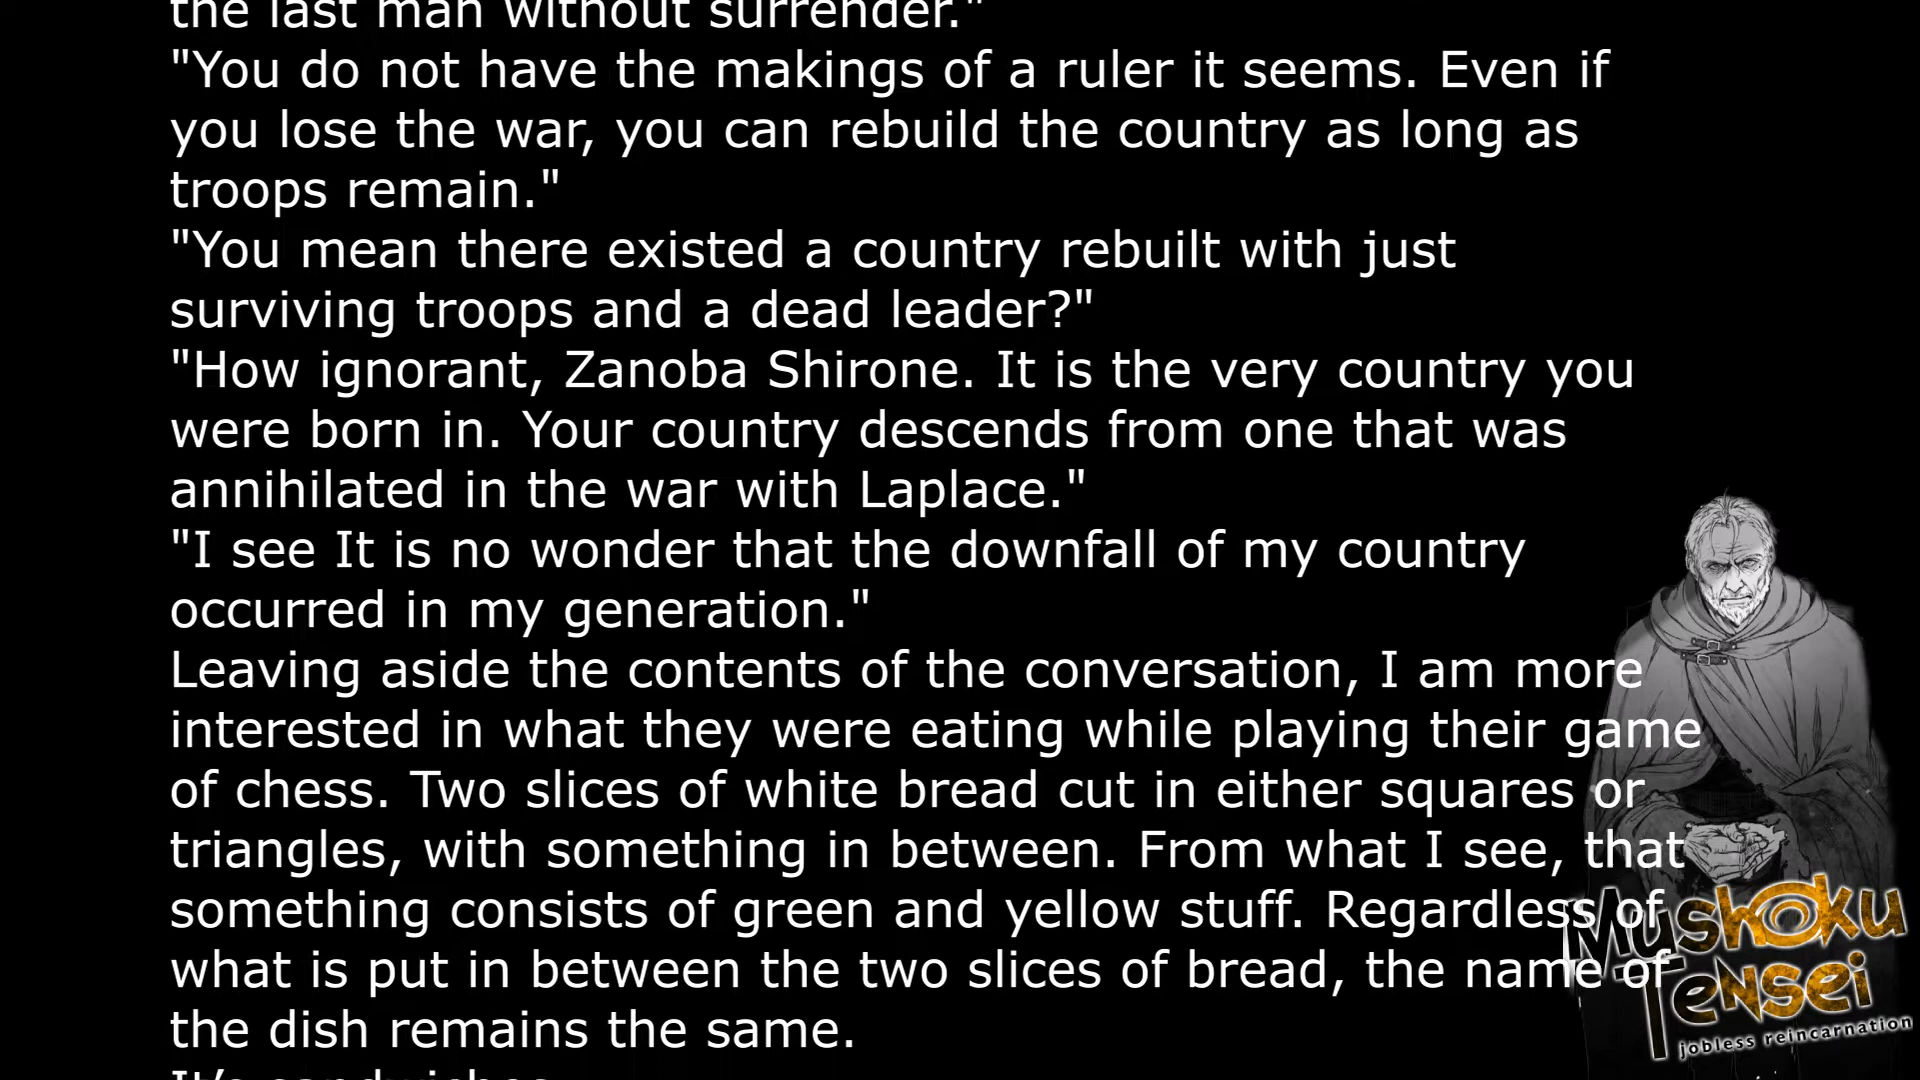 the last man without surrender."
"You do not have the makings of a ruler it seems. Even if
you lose the war, you can rebuild the country as long as
troops remain."
"You mean there existed a country rebuilt with just
surviving troops and a dead leader?"
"How ignorant, Zanoba Shirone. It is the very country you
were born in. Your country descends from one that was
annihilated in the war with Laplace."
"I see It is no wonder that the downfall of my country
occurred in my generation."
Leaving aside the contents of the conversation, I am more
interested in what they were eating while playing their game
of chess. Two slices of white bread cut in either squares or
triangles, with something in between. From what I see, that
something consists of green and yellow stuff. Regardless of
what is put in between the two slices of bread, the name of
the dish remains the same.
It's sandwiches
Mushoku
Tensei
jobless reincarnation